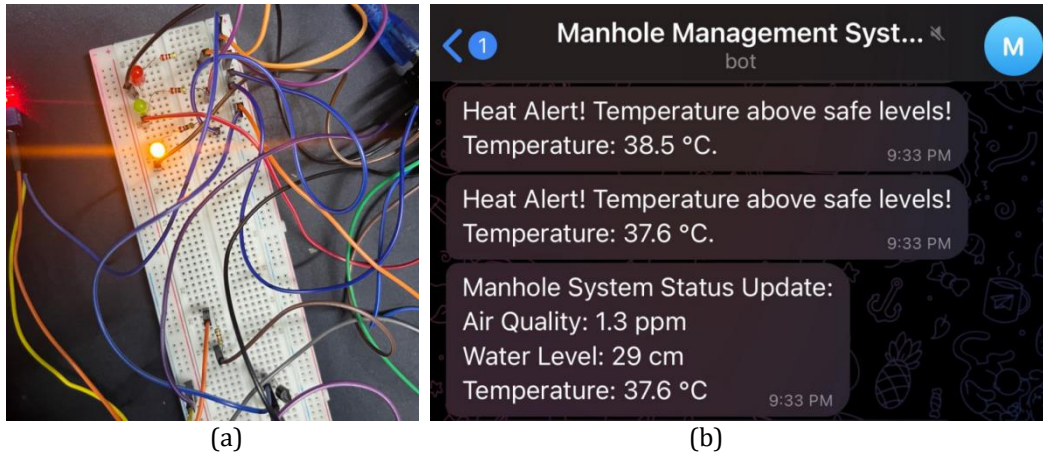 1
Manhole Management Syst...
bot
M
Heat Alert! Temperature above safe levels!
Temperature: 38.5 °C.
9:33 PM
Heat Alert! Temperature above safe levels!
Temperature: 37.6 °C.
9:33 PM
Manhole System Status Update:
Air Quality: 1.3 ppm
Water Level: 29 cm
Temperature: 37.6 °C
9:33 PM
(a)
(b)